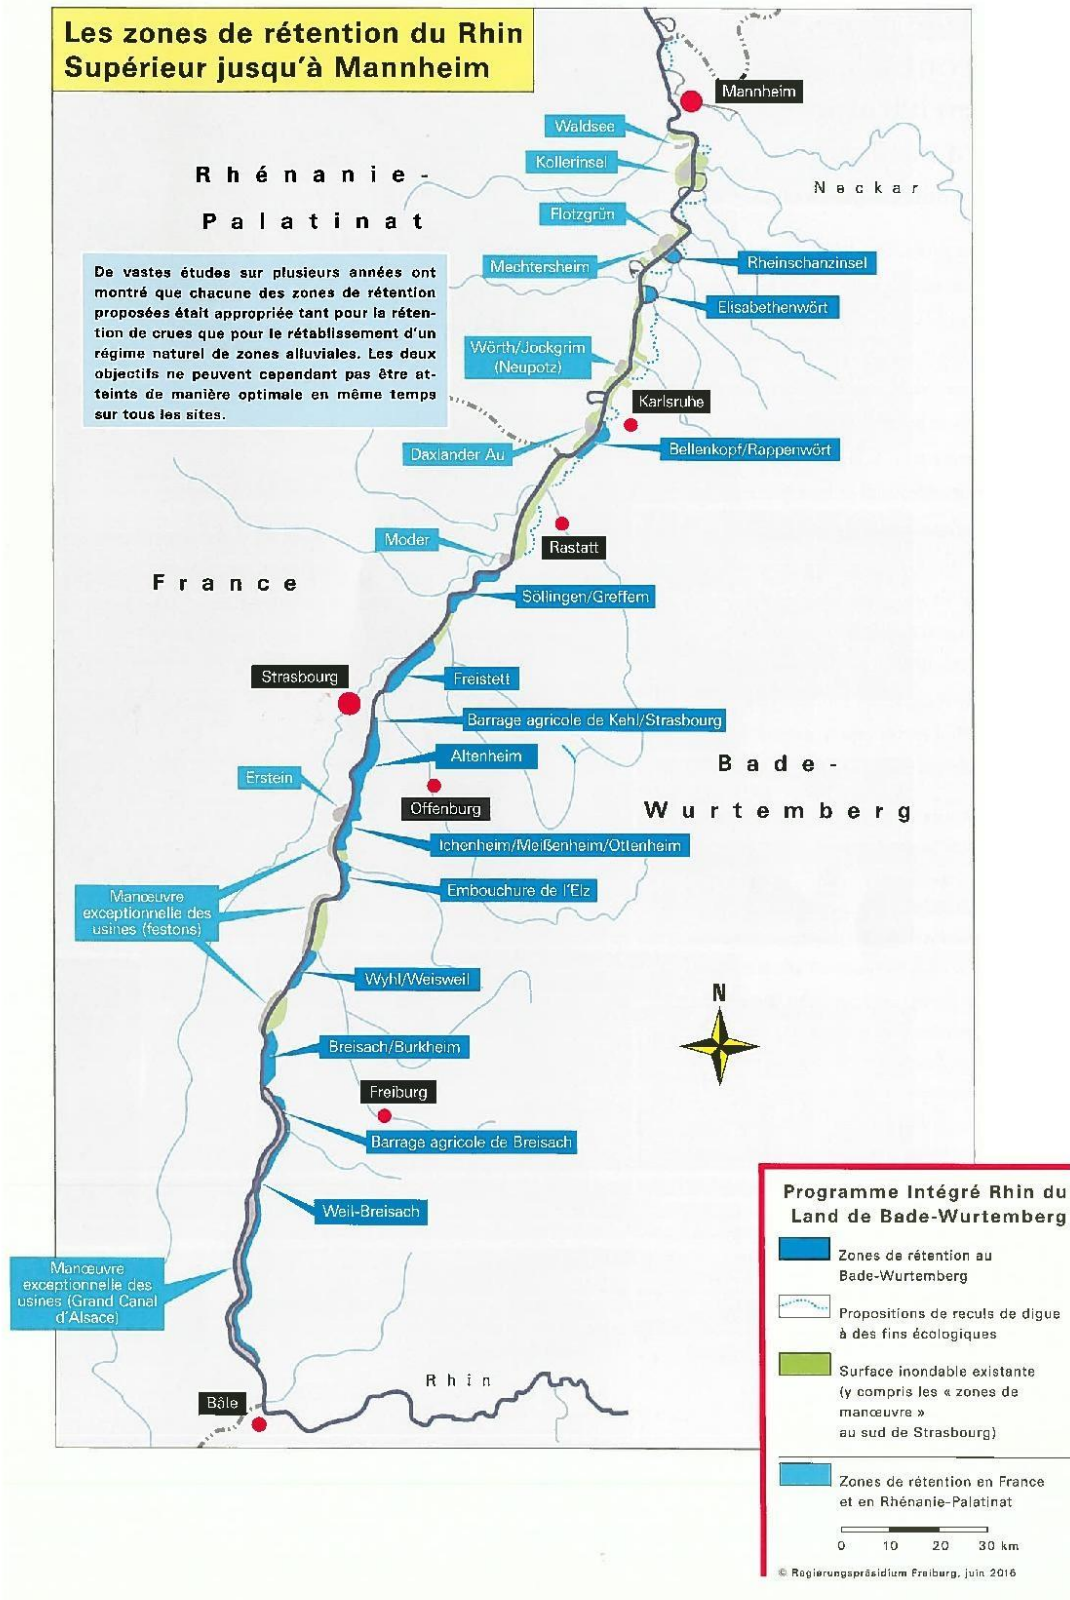 Les zones de rétention du Rhin
Supérieur jusqu'à Mannheim
Mannheim
Waldsee
Kollerinsel
Rhénanie-
Palatinat
Neckar
Flotzgrün
Mechtersheim
Rheinschanzinsel
Elisabethenwört
De vastes études sur plusieurs années ont
montré que chacune des zones de rétention
proposées était appropriée tant pour la réten-
tion de crues que pour le rétablissement d'un
régime naturel de zones alluviales. Les deux
objectifs ne peuvent cependant pas être at-
teints de manière optimale en même temps
sur tous les sites.
Wörth/Jockgrim
(Neupotz)
Karlsruhe
Daxlander Au
Bellenkopf/Rappenwört
Moder
Rastatt
France
Söllingen/Greffern
Strasbourg
Freistett
Barrage agricole de Kehl/Strasbourg
Altenheim
Bade-
Wurtemberg
Erstein
Offenburg
Ichenheim/Meißenheim/Ottenheim
Embouchure de l'Elz
Manœuvre
exceptionnelle des
usines (festons)
Wyhl/Weisweil
N
Breisach/Burkheim
Freiburg
Barrage agricole de Breisach
Weil-Breisach
Manœuvre
exceptionnelle des
usines (Grand Canal
d'Alsace)
Rhin
Bâle
Programme Intégré Rhin du
Land de Bade-Wurtemberg
Zones de rétention au
Bade-Wurtemberg
Propositions de reculs de digue
à des fins écologiques
Surface inondable existante
(y compris les « zones de
manœuvre »
au sud de Strasbourg)
Zones de rétention en France
et en Rhénanie-Palatinat
0 10 20 30 km
© Regierungspräsidium Freiburg, juin 2016